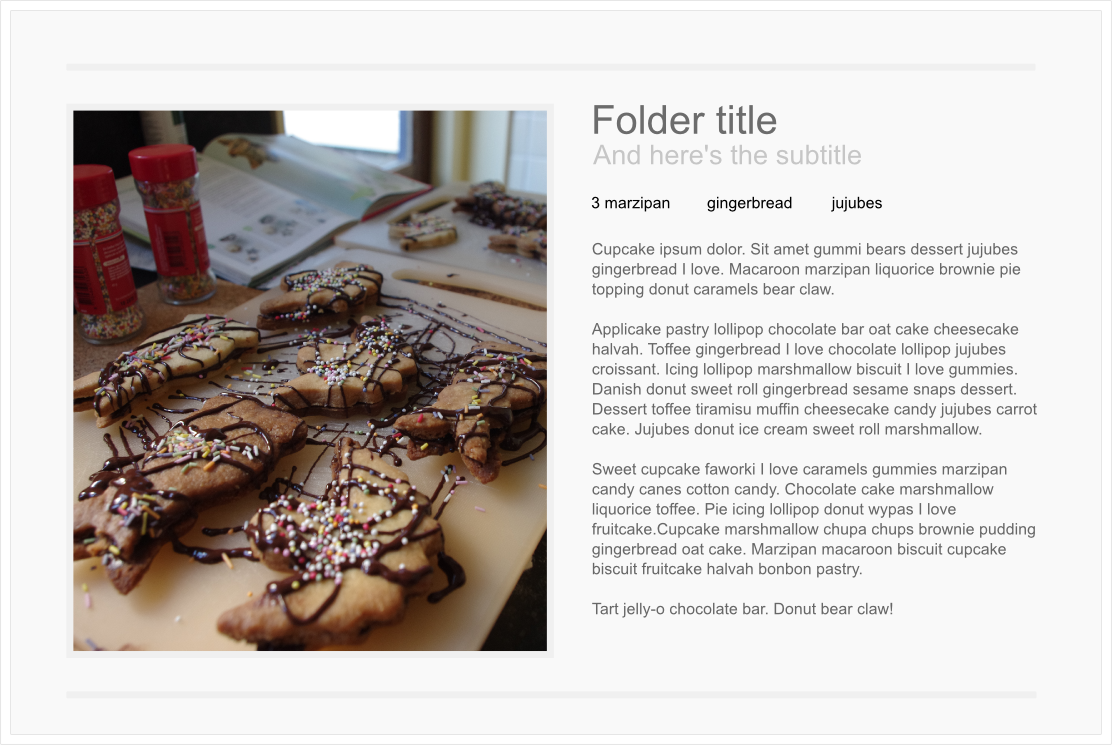 Folder title
And here's the subtitle
3 marzipan gingerbread jujubes
Cupcake ipsum dolor. Sit amet gummi bears dessert jujubes
gingerbread I love. Macaroon marzipan liquorice brownie pie
topping donut caramels bear claw.
Applicake pastry lollipop chocolate bar oat cake cheesecake
halvah. Toffee gingerbread I love chocolate lollipop jujubes
croissant. Icing lollipop marshmallow biscuit I love gummies.
Danish donut sweet roll gingerbread sesame snaps dessert.
Dessert toffee tiramisu muffin cheesecake candy jujubes carrot
cake. Jujubes donut ice cream sweet roll marshmallow.
Sweet cupcake faworki I love caramels gummies marzipan
candy canes cotton candy. Chocolate cake marshmallow
liquorice toffee. Pie icing lollipop donut wypas I love
fruitcake.Cupcake marshmallow chupa chups brownie pudding
gingerbread oat cake. Marzipan macaroon biscuit cupcake
biscuit fruitcake halvah bonbon pastry.
Tart jelly-o chocolate bar. Donut bear claw!